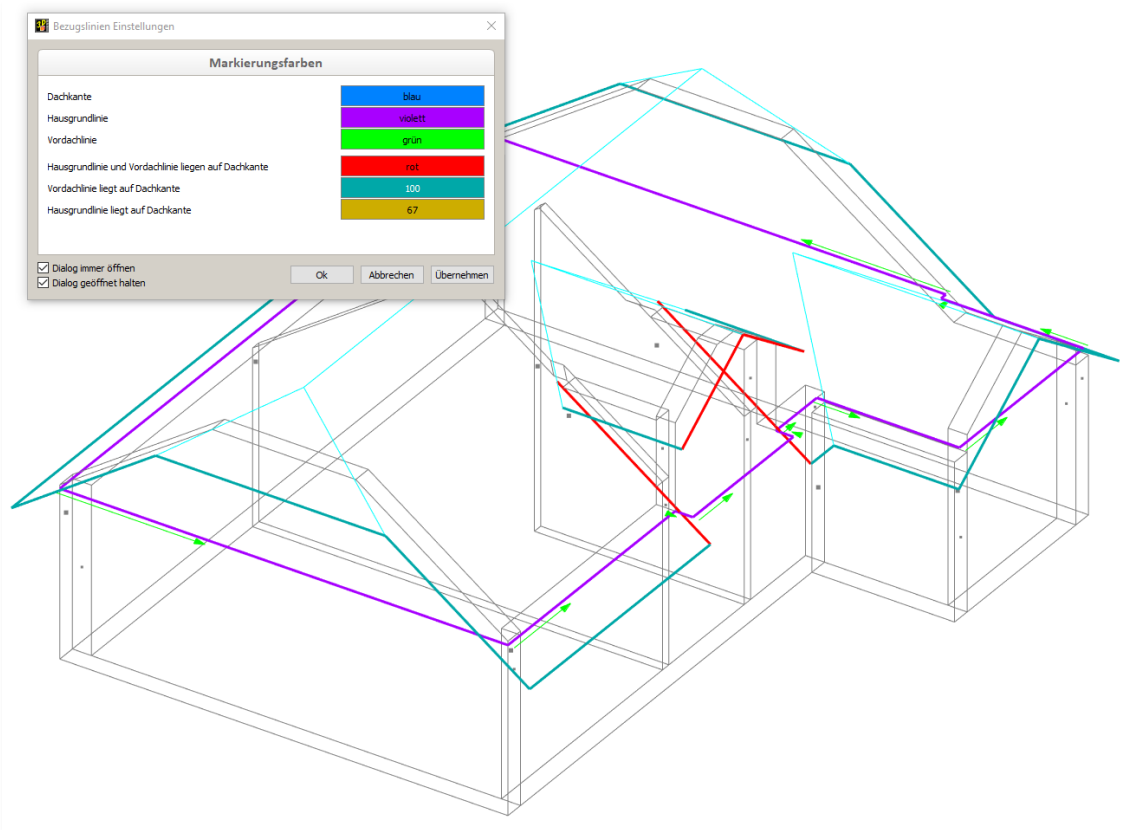 Bezugslinien Einstellungen
Markierungsfarben
Dachkante blau
Hausgrundlinie violett
Vordachlinie grün
Hausgrundlinie und Vordachlinie liegen auf Dachkante rot
Vordachlinie liegt auf Dachkante 100
Hausgrundlinie liegt auf Dachkante 67
Dialog immer öffnen
Dialog geöffnet halten
Ok Abbrechen Übernehmen